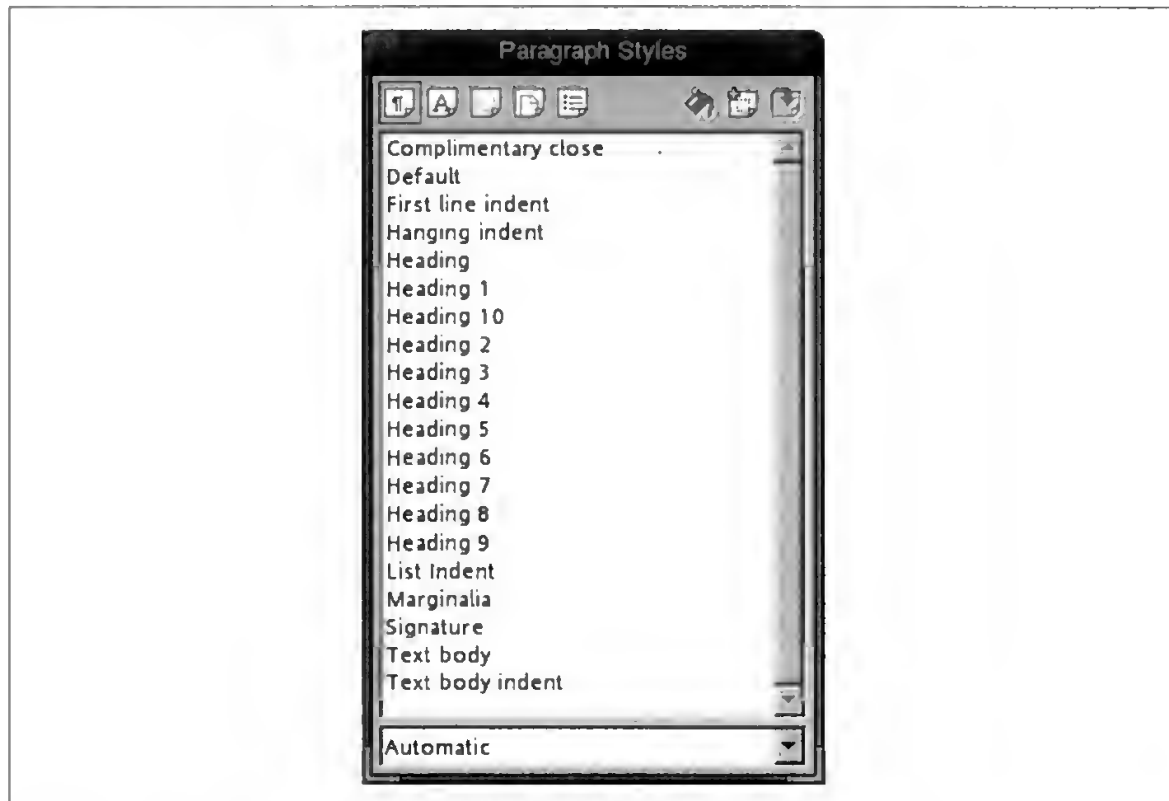 Paragraph Styles
Complimentary close
Default
First line indent
Hanging indent
Heading
Heading 1
Heading 10
Heading 2
Heading 3
Heading 4
Heading 5
Heading 6
Heading 7
Heading 8
Heading 9
List Indent
Marginalia
Signature
Text body
Text body indent
Automatic